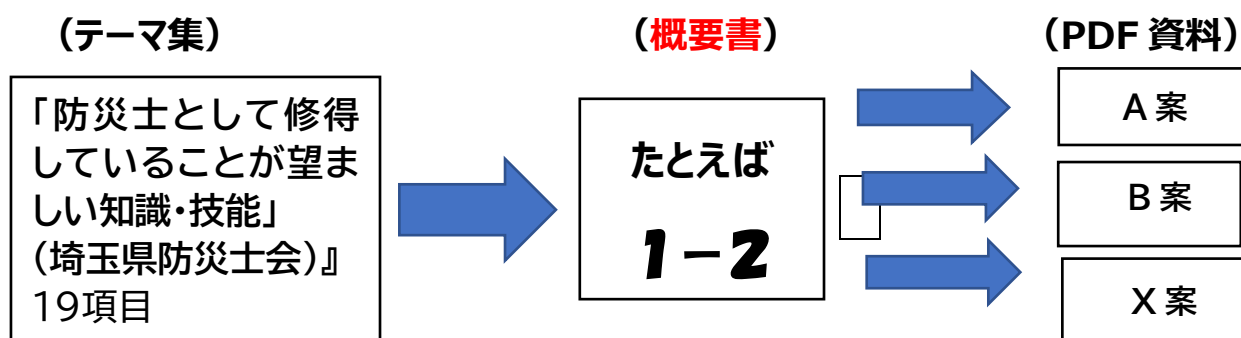 （テーマ集）
（概要書）
（PDF 資料）
「防災士として修得
していることが望ま
しい知識・技能」
（埼玉県防災士会）』
19項目
たとえば
1－2
A 案
B 案
X 案